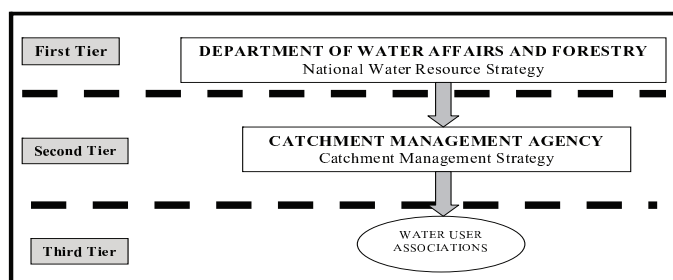 First Tier
DEPARTMENT OF WATER AFFAIRS AND FORESTRY
National Water Resource Strategy
Second Tier
CATCHMENT MANAGEMENT AGENCY
Catchment Management Strategy
Third Tier
WATER USER
ASSOCIATIONS